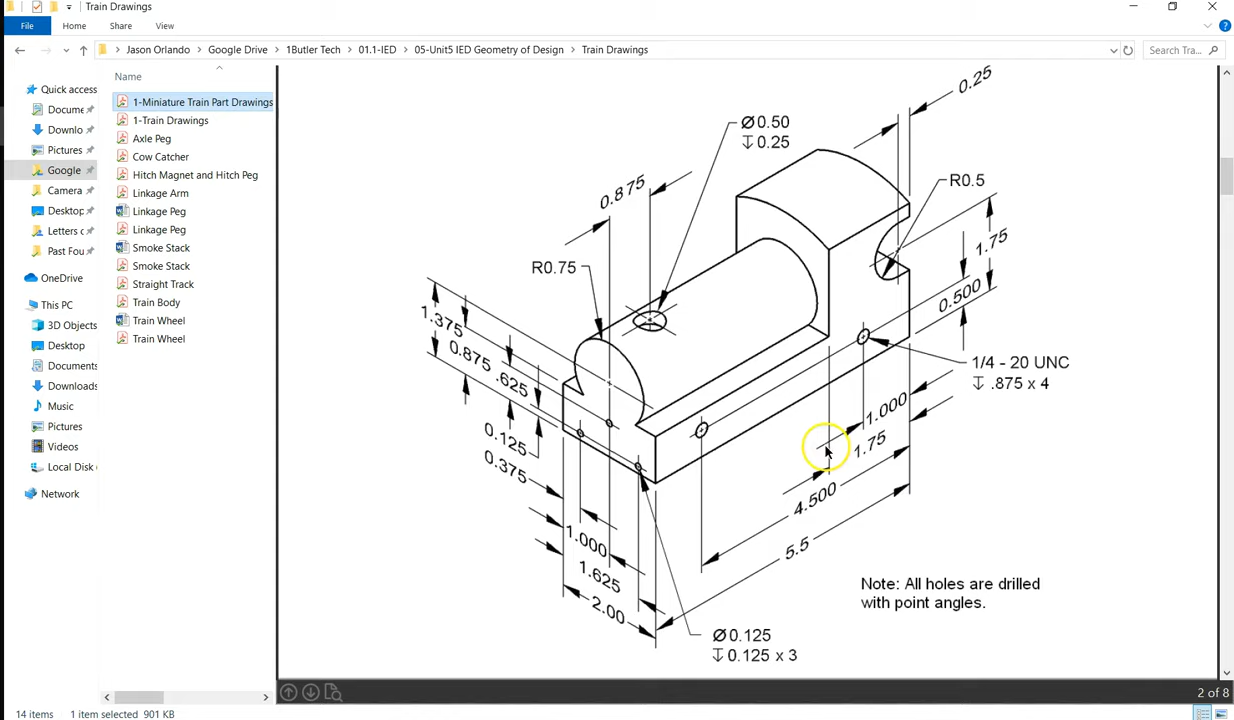 Train Drawings
File
Home
Share
View
Jason Orlando
Google Drive
1Butler Tech
01.1-IED
05-Unit5 IED Geometry of Design
Train Drawings
Search Tra...
Quick access
Docume
Downlo
Pictures
Google
Camera
Desktop
Letters c
Past Fou
OneDrive
This PC
3D Objects
Desktop
Documents
Downloads
Music
Pictures
Videos
Local Disk
Network
Name
1-Miniature Train Part Drawings
1-Train Drawings
Axle Peg
Cow Catcher
Hitch Magnet and Hitch Peg
Linkage Arm
Linkage Peg
Linkage Peg
Smoke Stack
Smoke Stack
Straight Track
Train Body
Train Wheel
Train Wheel
0.25
Ø0.50
↧0.25
0.875
R0.5
R0.75
1.75
0.500
1.375
0.875
.625
0.125
0.375
1/4 - 20 UNC
↧ .875 x 4
1.000
1.75
4.500
5.5
1.000
1.625
2.00
Note: All holes are drilled
with point angles.
Ø0.125
↧0.125 x 3
2 of 8
14 items
1 item selected 901 KB